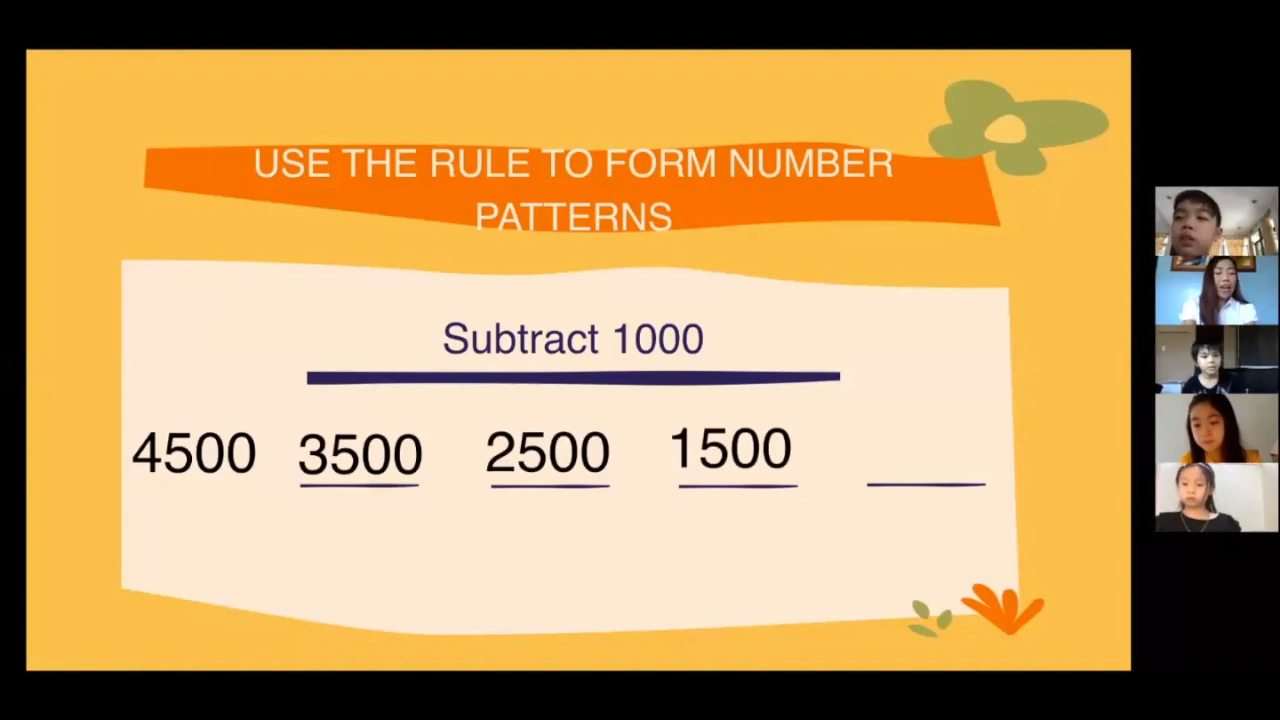 USE THE RULE TO FORM NUMBER
PATTERNS
Subtract 1000
4500 3500 2500 1500